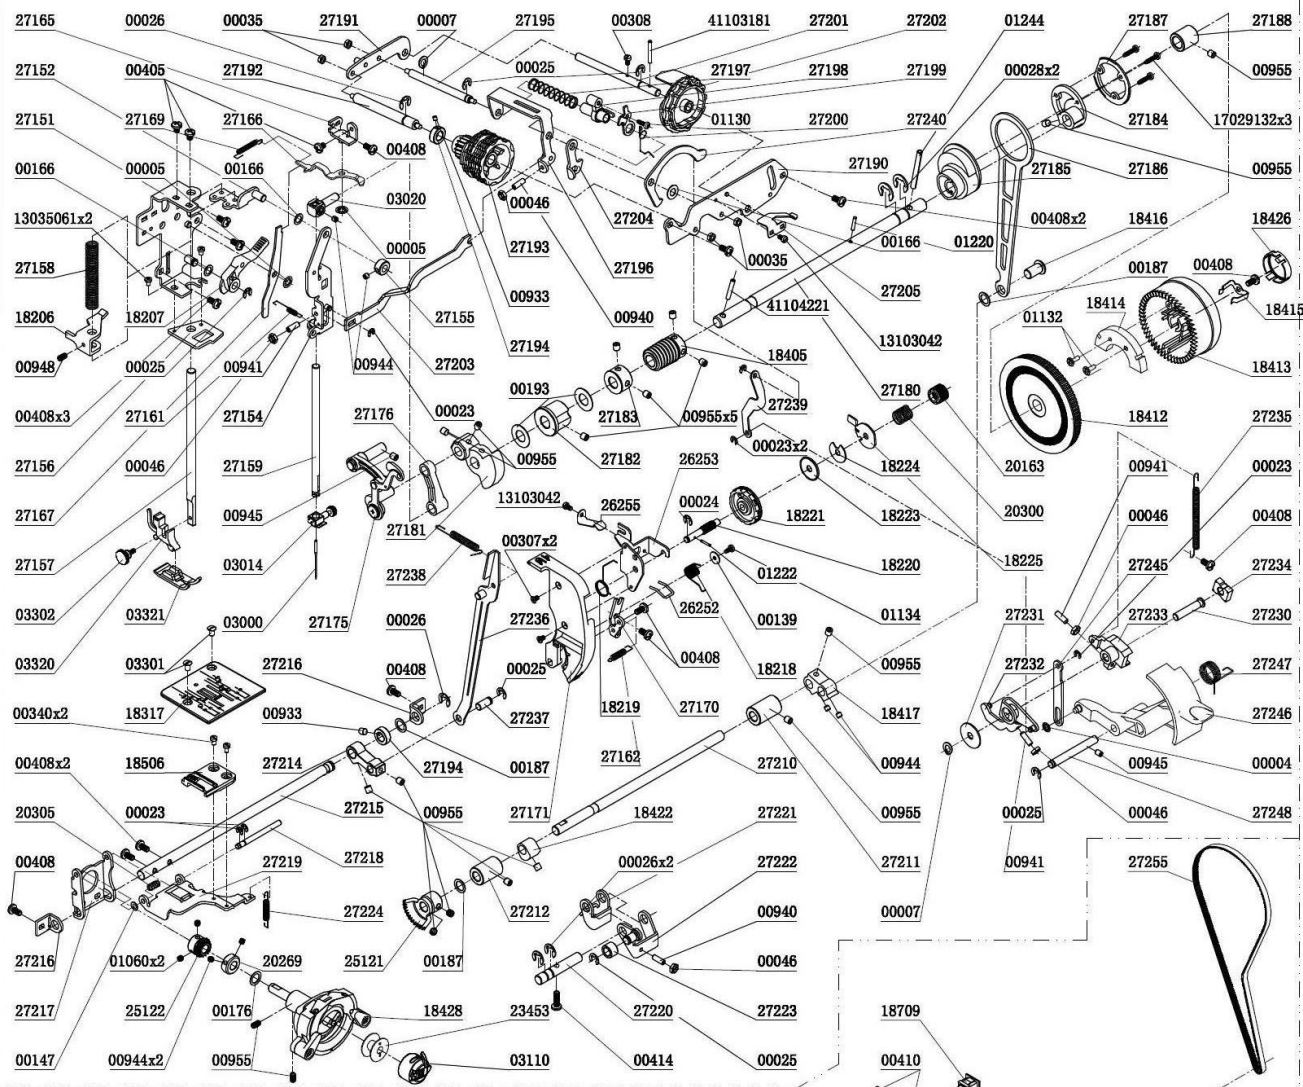 27165 00026 00035 27191 00007 27195 00308 41103181 27201 27202 01244 27187 27188
27152 00405 27192 00025 27197 27198 27199 00028x2 00955
27151 27169 27166 00408 01130 27200 27240 27184 17029132x3
00166 00005 00166 03020 00046 27204 27190 27185 27186 00955
13035061x2 00005 27193 27196 00035 00166 01220 00408x2 18416 18426
27158 27155 00933 27205 00187 00408
18206 18207 27194 00940 41104221 13103042 01132 18414 18415
00948 00025 00941 00944 27203 18405 18413
00408x3 27161 27154 27176 00023 00193 27183 00955x5 27239 27180 18412 27235
27156 00046 27159 00955 27182 26253 00023x2 18224 20163 00941 00023
27167 00945 27181 13103042 26255 00024 18221 18223 20300 00046 00408
27157 03014 27238 00307x2 01222 18220 18225 27245 27234
03302 03321 03000 27175 00026 27236 26252 00139 01134 27231 27233 27230
03320 03301 27216 00408 00025 00408 18218 00955 27232 27247
00340x2 18317 00933 27237 18219 27170 18417 27246
18506 27214 27194 00187 27162 27210 00944 00945 00004
00408x2
20305 00023 27215 00955 27171 18422 27221 00955 00025 00046 27248
00408 27218 00026x2 27222 27211 00941 27255
27219
27224 27212 00940 00007
27216 01060x2 20269 25121 00187 00046
27217 25122 00176 18428 23453 27220 27223 18709
00147 00944x2 00955 03110 00414 00025 00410